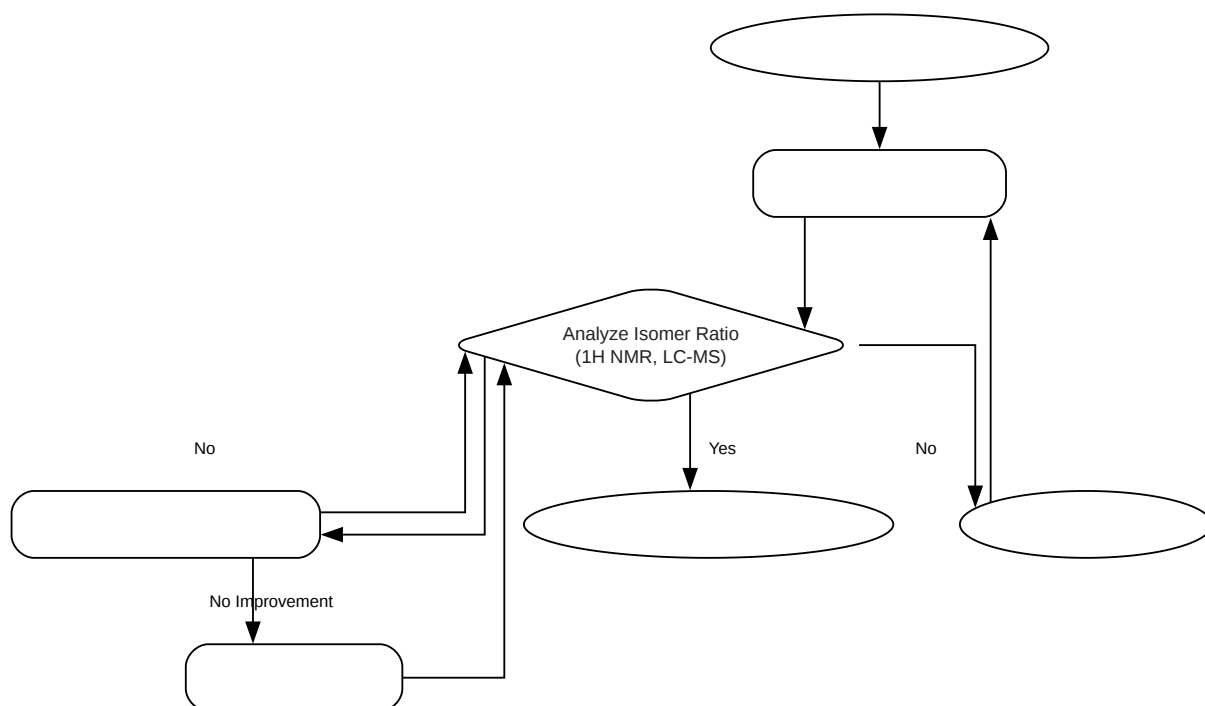 Analyze Isomer Ratio
(1H NMR, LC-MS)
No
Yes
No
No Improvement